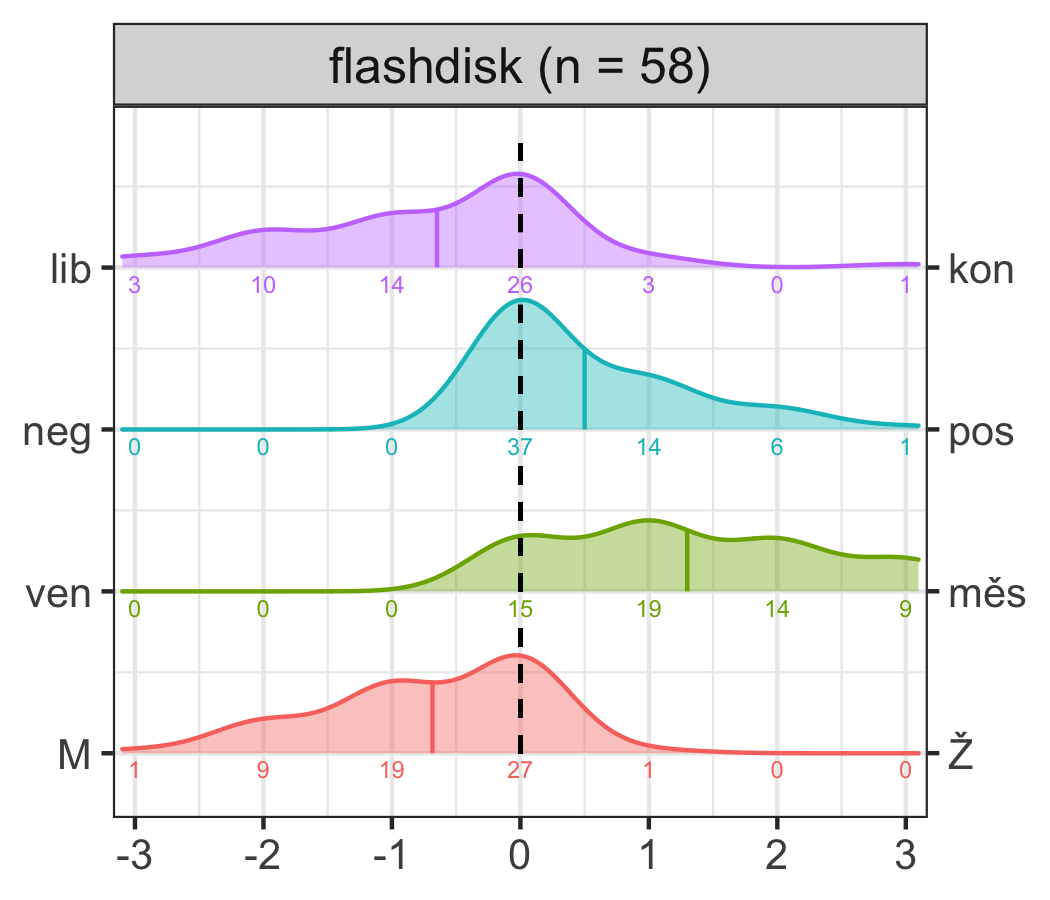 flashdisk (n = 58)
lib kon
3 10 14 26 3 0 1
neg pos
0 0 0 37 14 6 1
ven měs
0 0 0 15 19 14 9
M Ž
1 9 19 27 1 0 0
-3 -2 -1 0 1 2 3